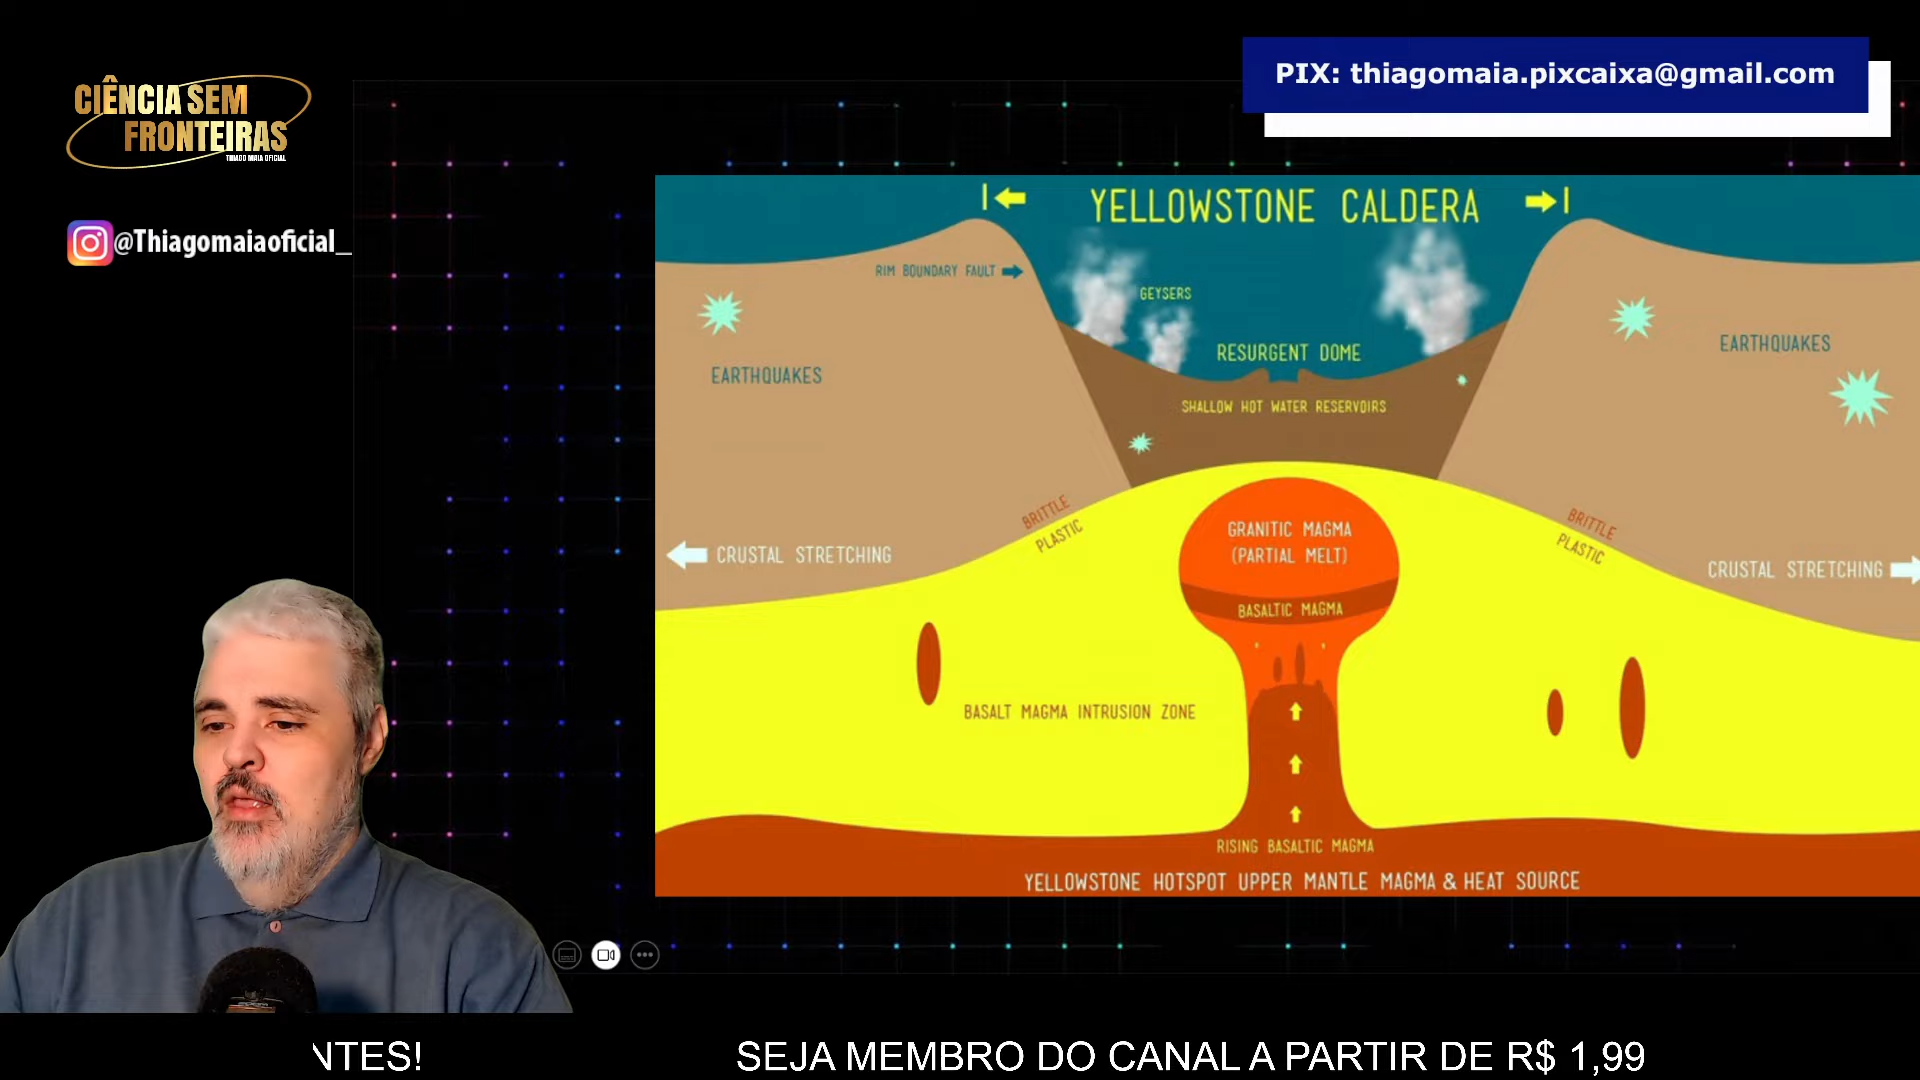 PIX: thiagomaia.pixcaixa@gmail.com
CIÊNCIA SEM
FRONTEIRAS
THIAGO MAIA OFICIAL
@Thiagomaiaoficial_
YELLOWSTONE CALDERA
RIM BOUNDARY FAULT
GEYSERS
RESURGENT DOME
EARTHQUAKES
EARTHQUAKES
SHALLOW HOT WATER RESERVOIRS
BRITTLE
PLASTIC
BRITTLE
PLASTIC
GRANITIC MAGMA
(PARTIAL MELT)
CRUSTAL STRETCHING
CRUSTAL STRETCHING
BASALTIC MAGMA
BASALT MAGMA INTRUSION ZONE
RISING BASALTIC MAGMA
YELLOWSTONE HOTSPOT UPPER MANTLE MAGMA & HEAT SOURCE
NTES! SEJA MEMBRO DO CANAL A PARTIR DE R$ 1,99